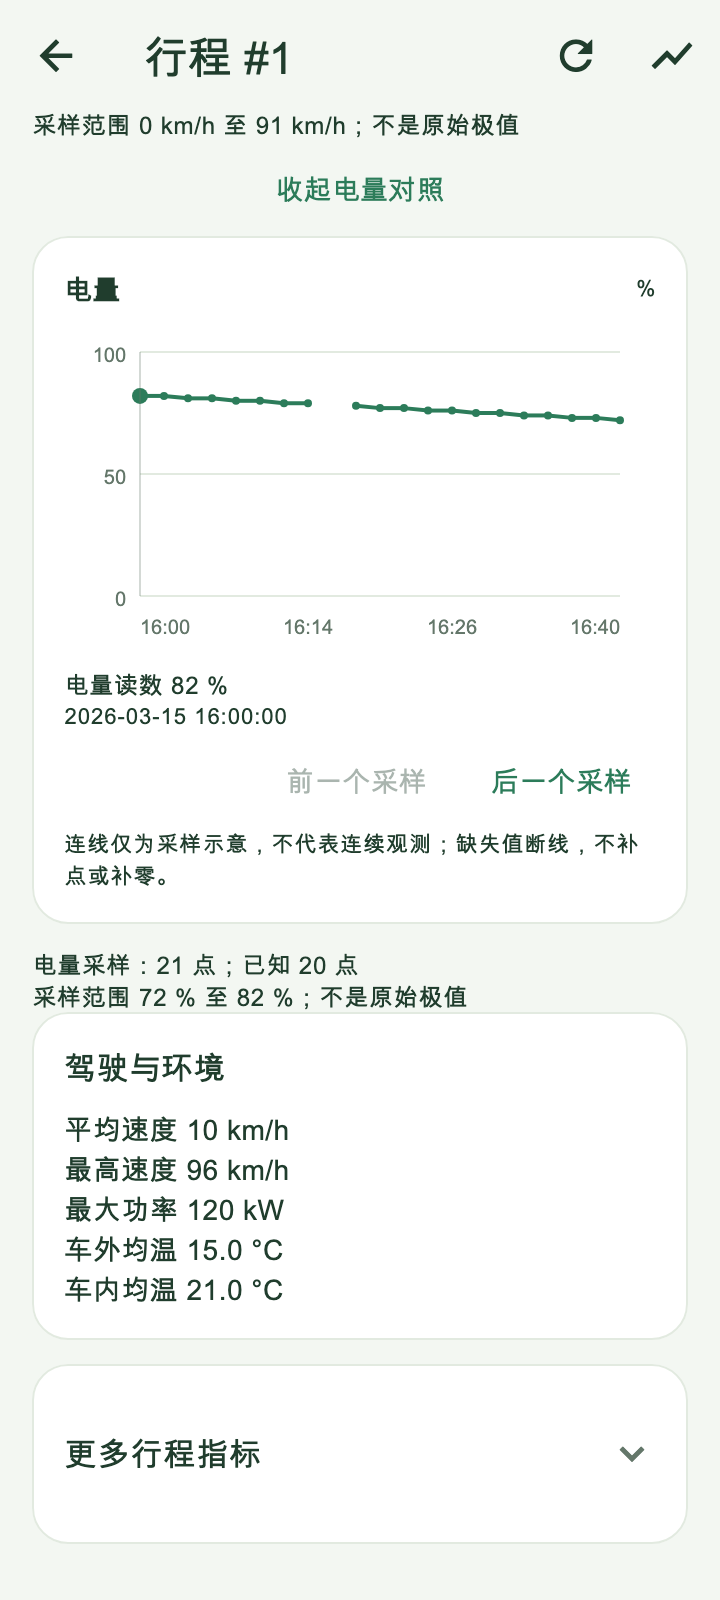 行程 #1
采样范围 0 km/h 至 91 km/h；不是原始极值
收起电量对照
电量
%
100
50
0
16:00
16:14
16:26
16:40
电量读数 82 %
2026-03-15 16:00:00
前一个采样
后一个采样
连线仅为采样示意，不代表连续观测；缺失值断线，不补
点或补零。
电量采样：21 点；已知 20 点
采样范围 72 % 至 82 %；不是原始极值
驾驶与环境
平均速度 10 km/h
最高速度 96 km/h
最大功率 120 kW
车外均温 15.0 °C
车内均温 21.0 °C
更多行程指标